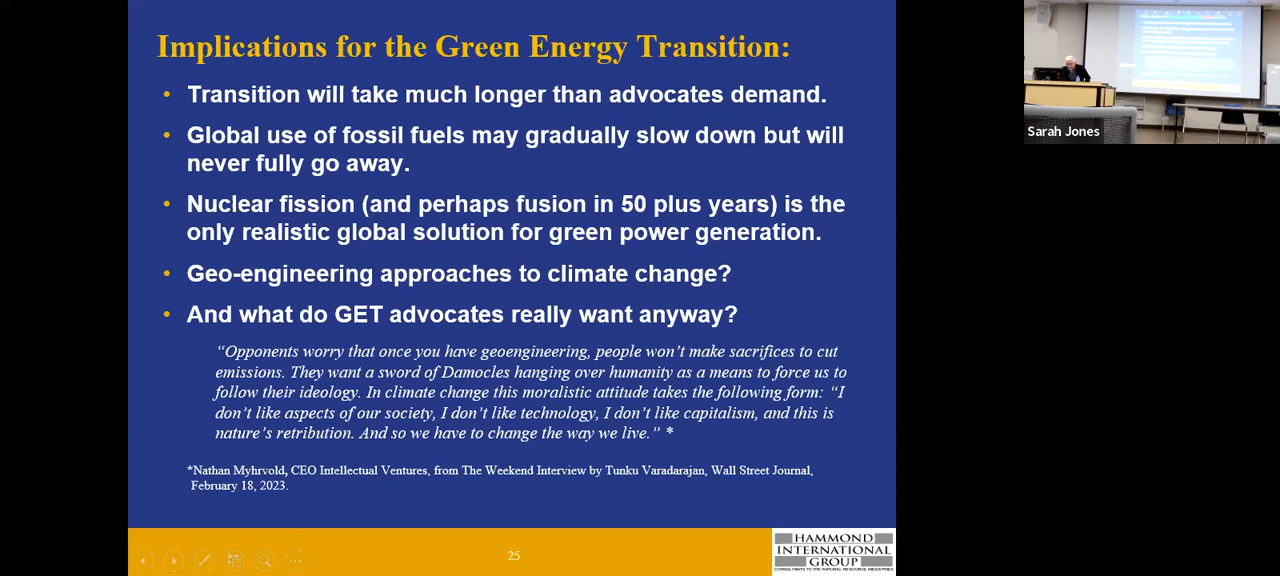 Implications for the Green Energy Transition:
• Transition will take much longer than advocates demand.
• Global use of fossil fuels may gradually slow down but will
never fully go away.
• Nuclear fission (and perhaps fusion in 50 plus years) is the
only realistic global solution for green power generation.
• Geo-engineering approaches to climate change?
• And what do GET advocates really want anyway?
“Opponents worry that once you have geoengineering, people won’t make sacrifices to cut
emissions. They want a sword of Damocles hanging over humanity as a means to force us to
follow their ideology. In climate change this moralistic attitude takes the following form: “I
don’t like aspects of our society, I don’t like technology, I don’t like capitalism, and this is
nature’s retribution. And so we have to change the way we live.” *
*Nathan Myhrvold, CEO Intellectual Ventures, from The Weekend Interview by Tunku Varadarajan, Wall Street Journal,
February 18, 2023.
25
HAMMOND
INTERNATIONAL
GROUP
CONSULTANTS TO THE NATURAL RESOURCE INDUSTRIES
Sarah Jones